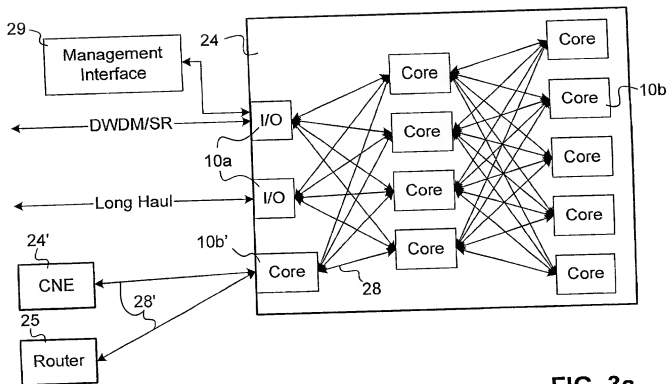 29
Management
Interface
24
Core
Core
Core
10b
I/O
DWDM/SR
Core
10a
Core
Core
Long Haul
I/O
Core
10b'
Core
Core
24'
Core
28
Core
CNE
28'
25
Router